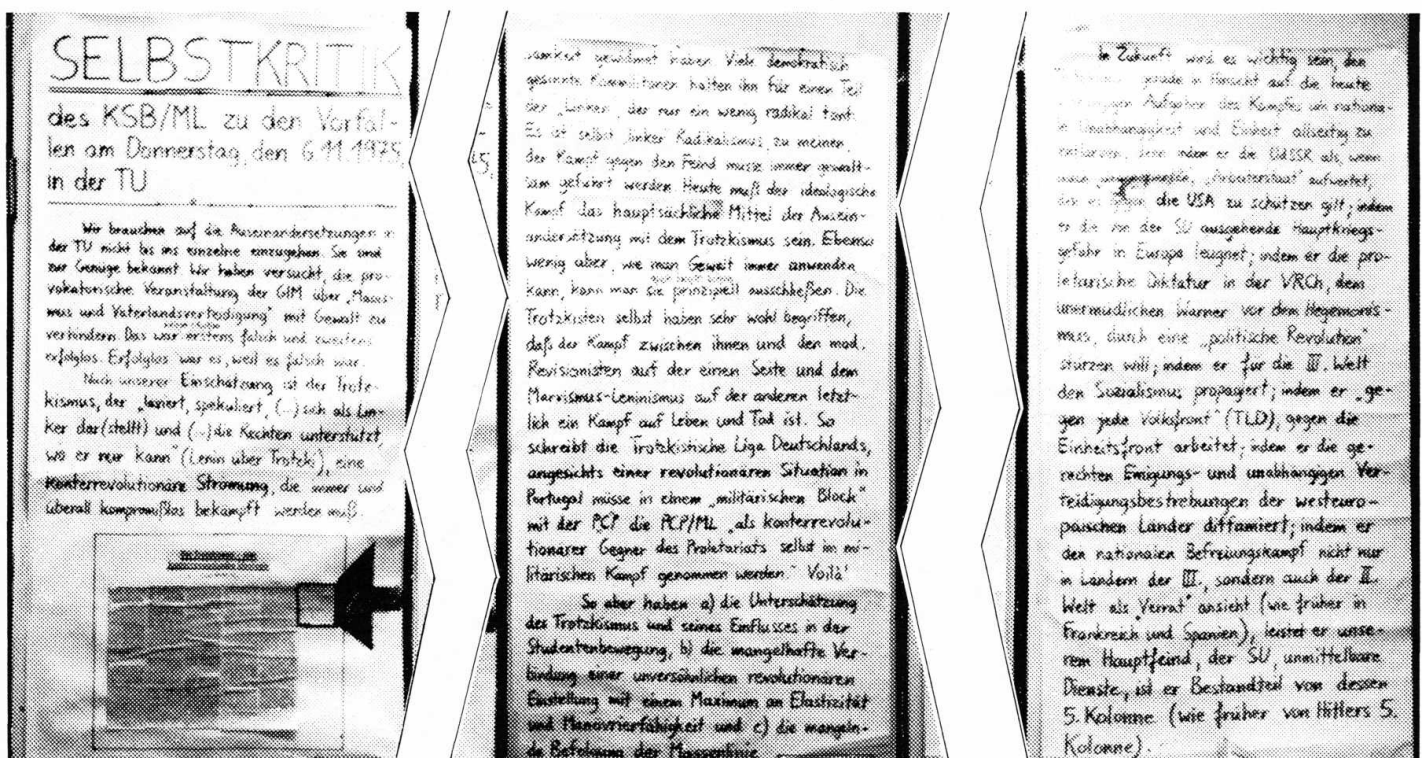 SELBSTKRITIK
des KSB/ML zu den Vorfäl-
len am Donnerstag, den 6.11.1975,
in der TU
Wir brauchen auf die Auseinandersetzungen in
der TU nicht bis ins einzelne einzugehen. Sie sind
zur Genüge bekannt. Wir haben versucht, die pro-
vokatorische Veranstaltung der GIM über „Maois-
mus und Vaterlandsverteidigung" mit Gewalt zu
verhindern. Das war erstens falsch und zweitens
erfolglos. Erfolglos war es, weil es falsch war.
Nach unserer Einschätzung ist der Trotz-
kismus, der „laviert, spekuliert, (...) sich als Lin-
ker dar(stellt) und (...) die Rechten unterstützt,
wo er nur kann" (Lenin über Trotzki), eine
konterrevolutionäre Strömung, die immer und
überall kompromißlos bekämpft werden muß.
samkeit gewidmet haben. Viele demokratisch
gesinnte Kommilitonen halten ihn für einen Teil
der „Linken", der nur ein wenig radikal tönt.
Es ist selbst „linker" Radikalismus, zu meinen,
der Kampf gegen den Feind müsse immer gewalt-
sam geführt werden. Heute muß der ideologische
Kampf das hauptsächliche Mittel der Ausein-
andersetzung mit dem Trotzkismus sein. Ebenso
wenig aber, wie man Gewalt immer anwenden
kann, kann man sie prinzipiell ausschließen. Die
Trotzkisten selbst haben sehr wohl begriffen,
daß der Kampf zwischen ihnen und den mod.
Revisionisten auf der einen Seite und dem
Marxismus-Leninismus auf der anderen letzt-
lich ein Kampf auf Leben und Tod ist. So
schreibt die Trotzkistische Liga Deutschlands,
angesichts einer revolutionären Situation in
Portugal müsse in einem „militärischen Block"
mit der PCP die PCP/ML „als konterrevolu-
tionärer Gegner des Proletariats selbst im mi-
litärischen Kampf genommen werden." Voilà!
So aber haben a) die Unterschätzung
des Trotzkismus und seines Einflusses in der
Studentenbewegung, b) die mangelhafte Ver-
bindung einer unversöhnlichen revolutionären
Einstellung mit einem Maximum an Elastizität
und Manövrierfähigkeit und c) die mangeln-
de Befolgung der Massenlinie
In Zukunft wird es wichtig sein, den
gerade in Hinsicht auf die heute
Aufgaben des Kampfes um nationa-
le Unabhängigkeit und Einheit allseitig zu
entlarven. Denn indem er die UdSSR als, wenn
„Arbeiterstaat" aufwertet,
den es gegen die USA zu schützen gilt; indem
er die von der SU ausgehende Hauptkriegs-
gefahr in Europa leugnet; indem er die pro-
letarische Diktatur in der VRCh, dem
unermüdlichen Warner vor dem Hegemonis-
mus, durch eine „politische Revolution"
stürzen will; indem er für die III. Welt
den Sozialismus propagiert; indem er „ge-
gen jede Volksfront" (TLD), gegen die
Einheitsfront arbeitet; indem er die ge-
rechten Einigungs- und unabhängigen Ver-
teidigungsbestrebungen der westeuro-
päischen Länder diffamiert; indem er
den nationalen Befreiungskampf nicht nur
in Ländern der III., sondern auch der II.
Welt als „Verrat" ansieht (wie früher in
Frankreich und Spanien), leistet er unse-
rem Hauptfeind, der SU, unmittelbare
Dienste, ist er Bestandteil von dessen
5. Kolonne (wie früher von Hitlers 5.
Kolonne).